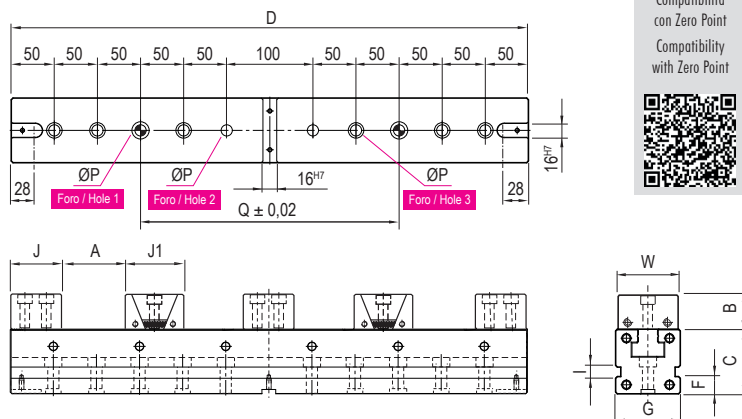 Compatibilità
con Zero Point
Compatibility
with Zero Point
D
50 50 50 50 50 100 50 50 50 50 50
28 ØP ØP 16H7 ØP 28 16H7
Foro / Hole 1 Foro / Hole 2 Foro / Hole 3
Q ± 0,02
J A J1 W
B
C
I F
G